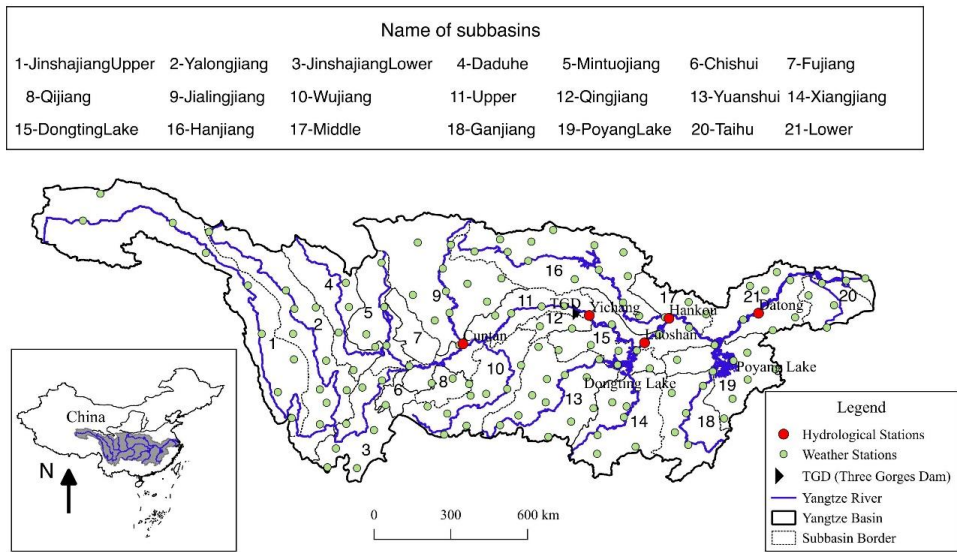 Name of subbasins
1-JinshajiangUpper 2-Yalongjiang 3-JinshajiangLower 4-Daduhe 5-Mintuojiang 6-Chishui 7-Fujiang
8-Qijiang 9-Jialingjiang 10-Wujiang 11-Upper 12-Qingjiang 13-Yuanshui 14-Xiangjiang
15-DongtingLake 16-Hanjiang 17-Middle 18-Ganjiang 19-PoyangLake 20-Taihu 21-Lower
16
4
9
21
20
17
11
TGD
Yichang
Hankou
Datong
2
5
12
1
7
Cuntan
15
Luoshan
10
Poyang Lake
6
8
Dongting Lake
19
13
14
18
3
China
N
0 300 600 km
Legend
Hydrological Stations
Weather Stations
TGD (Three Gorges Dam)
Yangtze River
Yangtze Basin
Subbasin Border